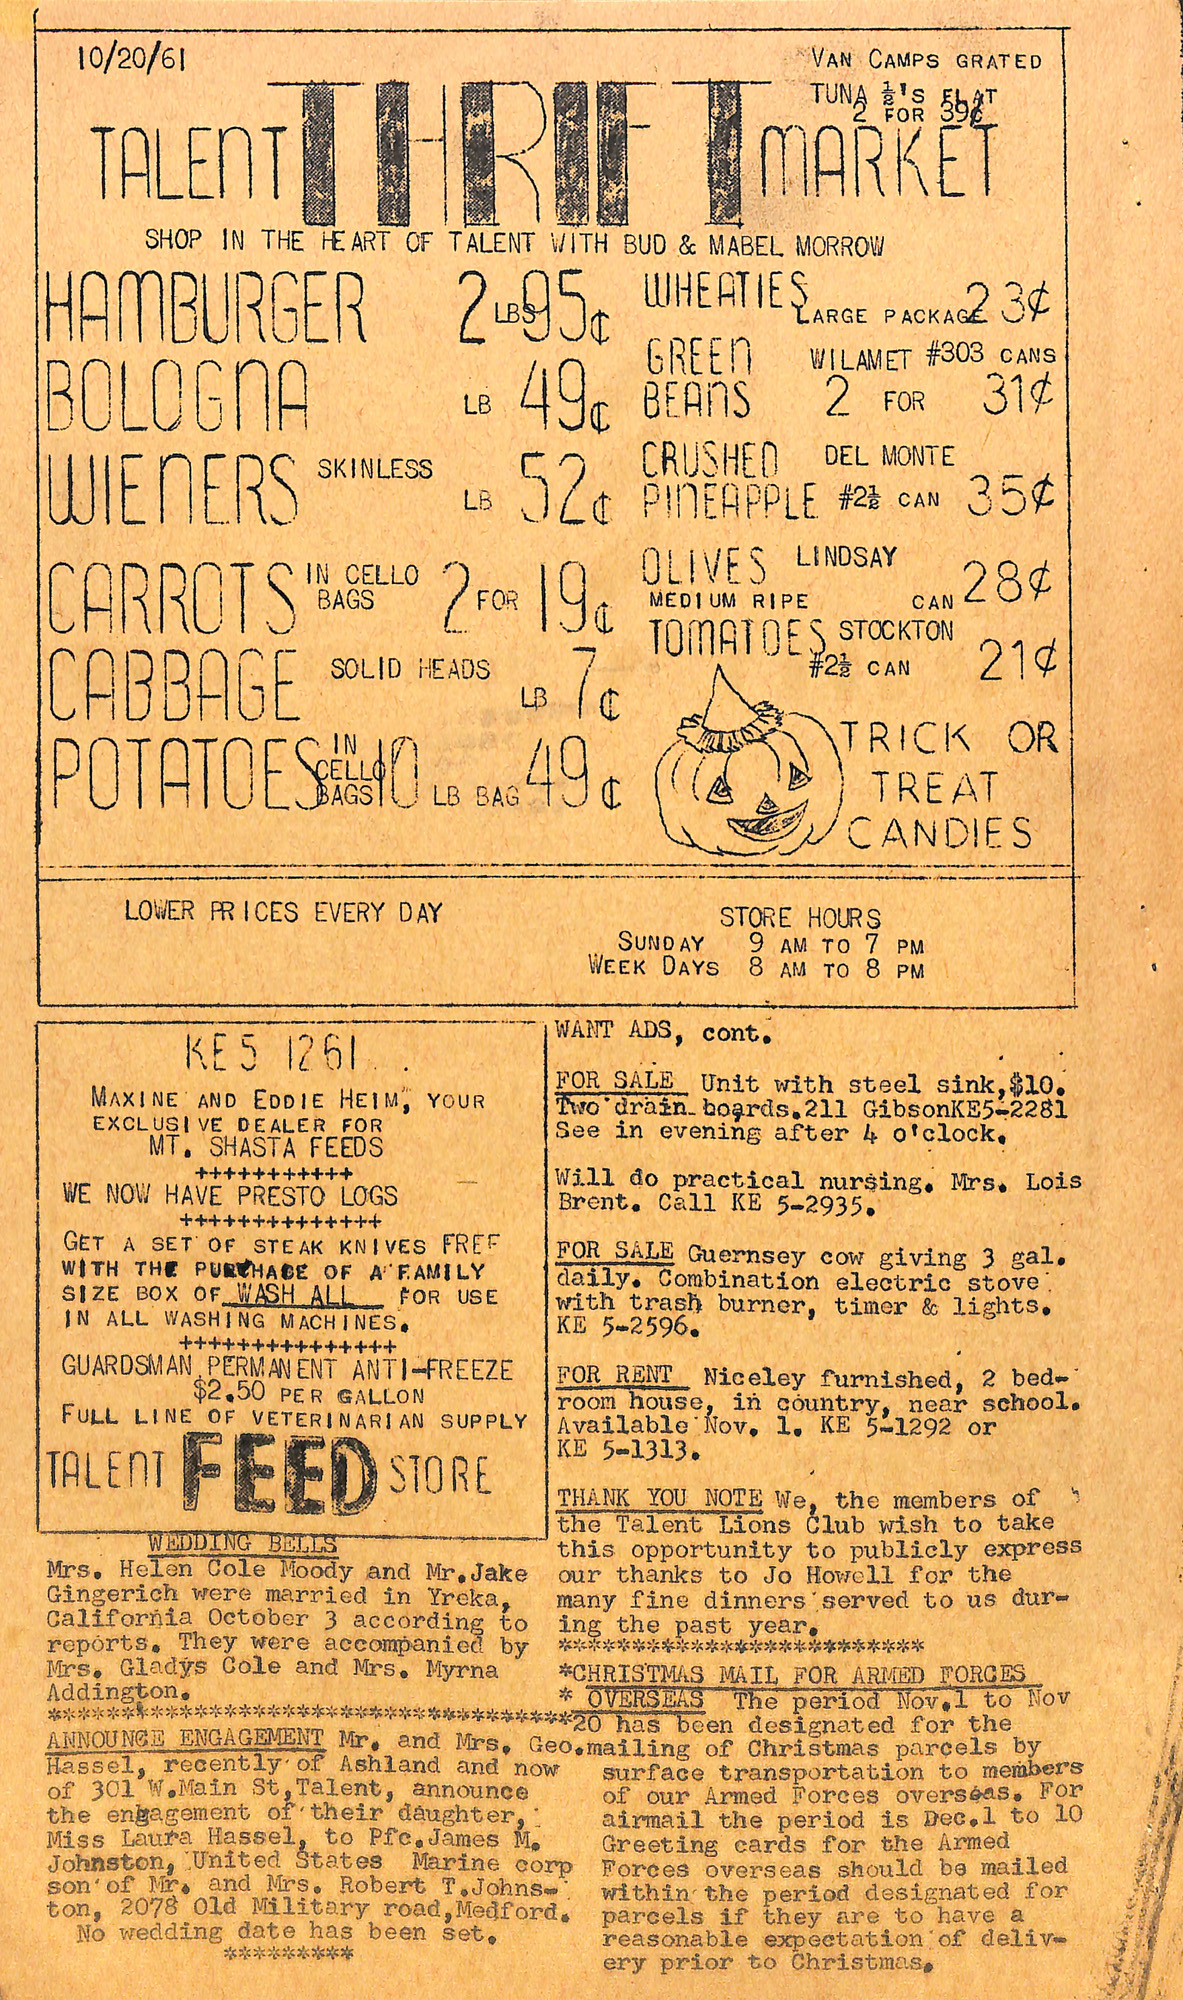 10/20/61
VAN CAMPS GRATED
TUNA ½'S FLAT
2 FOR 39¢
TALENT THRIFT MARKET
SHOP IN THE HEART OF TALENT WITH BUD & MABEL MORROW
HAMBURGER 2 LBS 95¢
BOLOGNA LB 49¢
WIENERS SKINLESS LB 52¢
CARROTS IN CELLO BAGS 2 FOR 19¢
CABBAGE SOLID HEADS LB 7¢
POTATOES IN CELLO BAGS 10 LB BAG 49¢
WHEATIES LARGE PACKAGE 23¢
GREEN WILAMET #303 CANS
BEANS 2 FOR 31¢
CRUSHED DEL MONTE
PINEAPPLE #2½ CAN 35¢
OLIVES LINDSAY
MEDIUM RIPE CAN 28¢
TOMATOES STOCKTON
#2½ CAN 21¢
TRICK OR
TREAT
CANDIES
LOWER PRICES EVERY DAY
STORE HOURS
SUNDAY 9 AM TO 7 PM
WEEK DAYS 8 AM TO 8 PM
KE5 1261
MAXINE AND EDDIE HEIM, YOUR
EXCLUSIVE DEALER FOR
MT. SHASTA FEEDS
+++++++++++
WE NOW HAVE PRESTO LOGS
++++++++++++++
GET A SET OF STEAK KNIVES FREE
WITH THE PURCHASE OF A FAMILY
SIZE BOX OF WASH ALL FOR USE
IN ALL WASHING MACHINES.
+++++++++++++++
GUARDSMAN PERMANENT ANTI-FREEZE
$2.50 PER GALLON
FULL LINE OF VETERINARIAN SUPPLY
TALENT FEED STORE
WEDDING BELLS
Mrs. Helen Cole Moody and Mr.Jake
Gingerich were married in Yreka,
California October 3 according to
reports. They were accompanied by
Mrs. Gladys Cole and Mrs. Myrna
Addington.
***********************************
ANNOUNCE ENGAGEMENT Mr. and Mrs. Geo.
Hassel, recently of Ashland and now
of 301 W.Main St,Talent, announce
the engagement of their daughter,
Miss Laura Hassel, to Pfc.James M.
Johnston, United States Marine corp
son of Mr. and Mrs. Robert T.Johns-
ton, 2078 Old Military road,Medford.
No wedding date has been set.
*********
WANT ADS, cont.
FOR SALE Unit with steel sink,$10.
Two drain boards.211 GibsonKE5-2281
See in evening after 4 o'clock.
Will do practical nursing. Mrs. Lois
Brent. Call KE 5-2935.
FOR SALE Guernsey cow giving 3 gal.
daily. Combination electric stove
with trash burner, timer & lights.
KE 5-2596.
FOR RENT Niceley furnished, 2 bed-
room house, in country, near school.
Available Nov. 1. KE 5-1292 or
KE 5-1313.
THANK YOU NOTE We, the members of
the Talent Lions Club wish to take
this opportunity to publicly express
our thanks to Jo Howell for the
many fine dinners served to us dur-
ing the past year.
*************************
*CHRISTMAS MAIL FOR ARMED FORCES
* OVERSEAS The period Nov.1 to Nov
20 has been designated for the
mailing of Christmas parcels by
surface transportation to members
of our Armed Forces overseas. For
airmail the period is Dec.1 to 10
Greeting cards for the Armed
Forces overseas should be mailed
within the period designated for
parcels if they are to have a
reasonable expectation of deliv-
ery prior to Christmas.